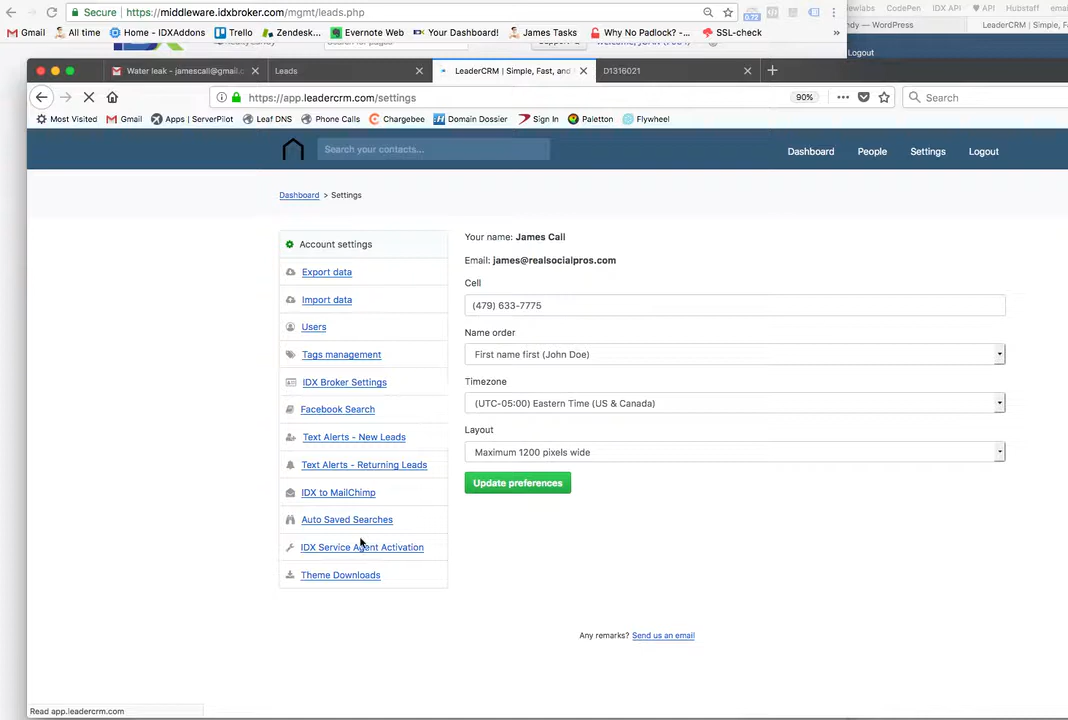 Secure https://middleware.idxbroker.com/mgmt/leads.php
0.72
CodePen IDX API API Hubstaff
Gmail All time Home - IDXAddons Trello Zendesk... Evernote Web Your Dashboard! James Tasks Why No Padlock? -... SSL-check »
— WordPress LeaderCRM | Simple, Fa
Logout
Water leak - jamescall@gmail.c Leads LeaderCRM | Simple, Fast, and D1316021
https://app.leadercrm.com/settings 90% Search
Most Visited Gmail Apps | ServerPilot Leaf DNS Phone Calls Chargebee Domain Dossier Sign In Paletton Flywheel
Search your contacts... Dashboard People Settings Logout
Dashboard > Settings
Account settings
Export data
Import data
Users
Tags management
IDX Broker Settings
Facebook Search
Text Alerts - New Leads
Text Alerts - Returning Leads
IDX to MailChimp
Auto Saved Searches
IDX Service Agent Activation
Theme Downloads
Your name: James Call
Email: james@realsocialpros.com
Cell
(479) 633-7775
Name order
First name first (John Doe)
Timezone
(UTC-05:00) Eastern Time (US & Canada)
Layout
Maximum 1200 pixels wide
Update preferences
Any remarks? Send us an email
Read app.leadercrm.com